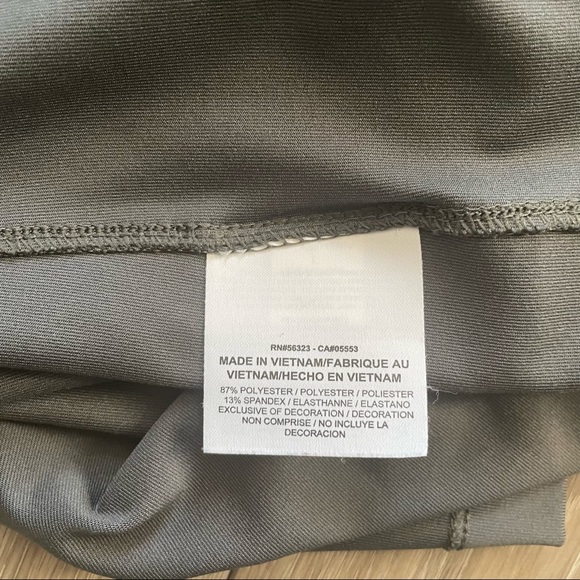 RN#56323 - CA#05553
MADE IN VIETNAM/FABRIQUE AU
VIETNAM/HECHO EN VIETNAM
87% POLYESTER / POLYESTER / POLIESTER
13% SPANDEX / ELASTHANNE / ELASTANO
EXCLUSIVE OF DECORATION / DECORATION
NON COMPRISE / NO INCLUYE LA
DECORACION